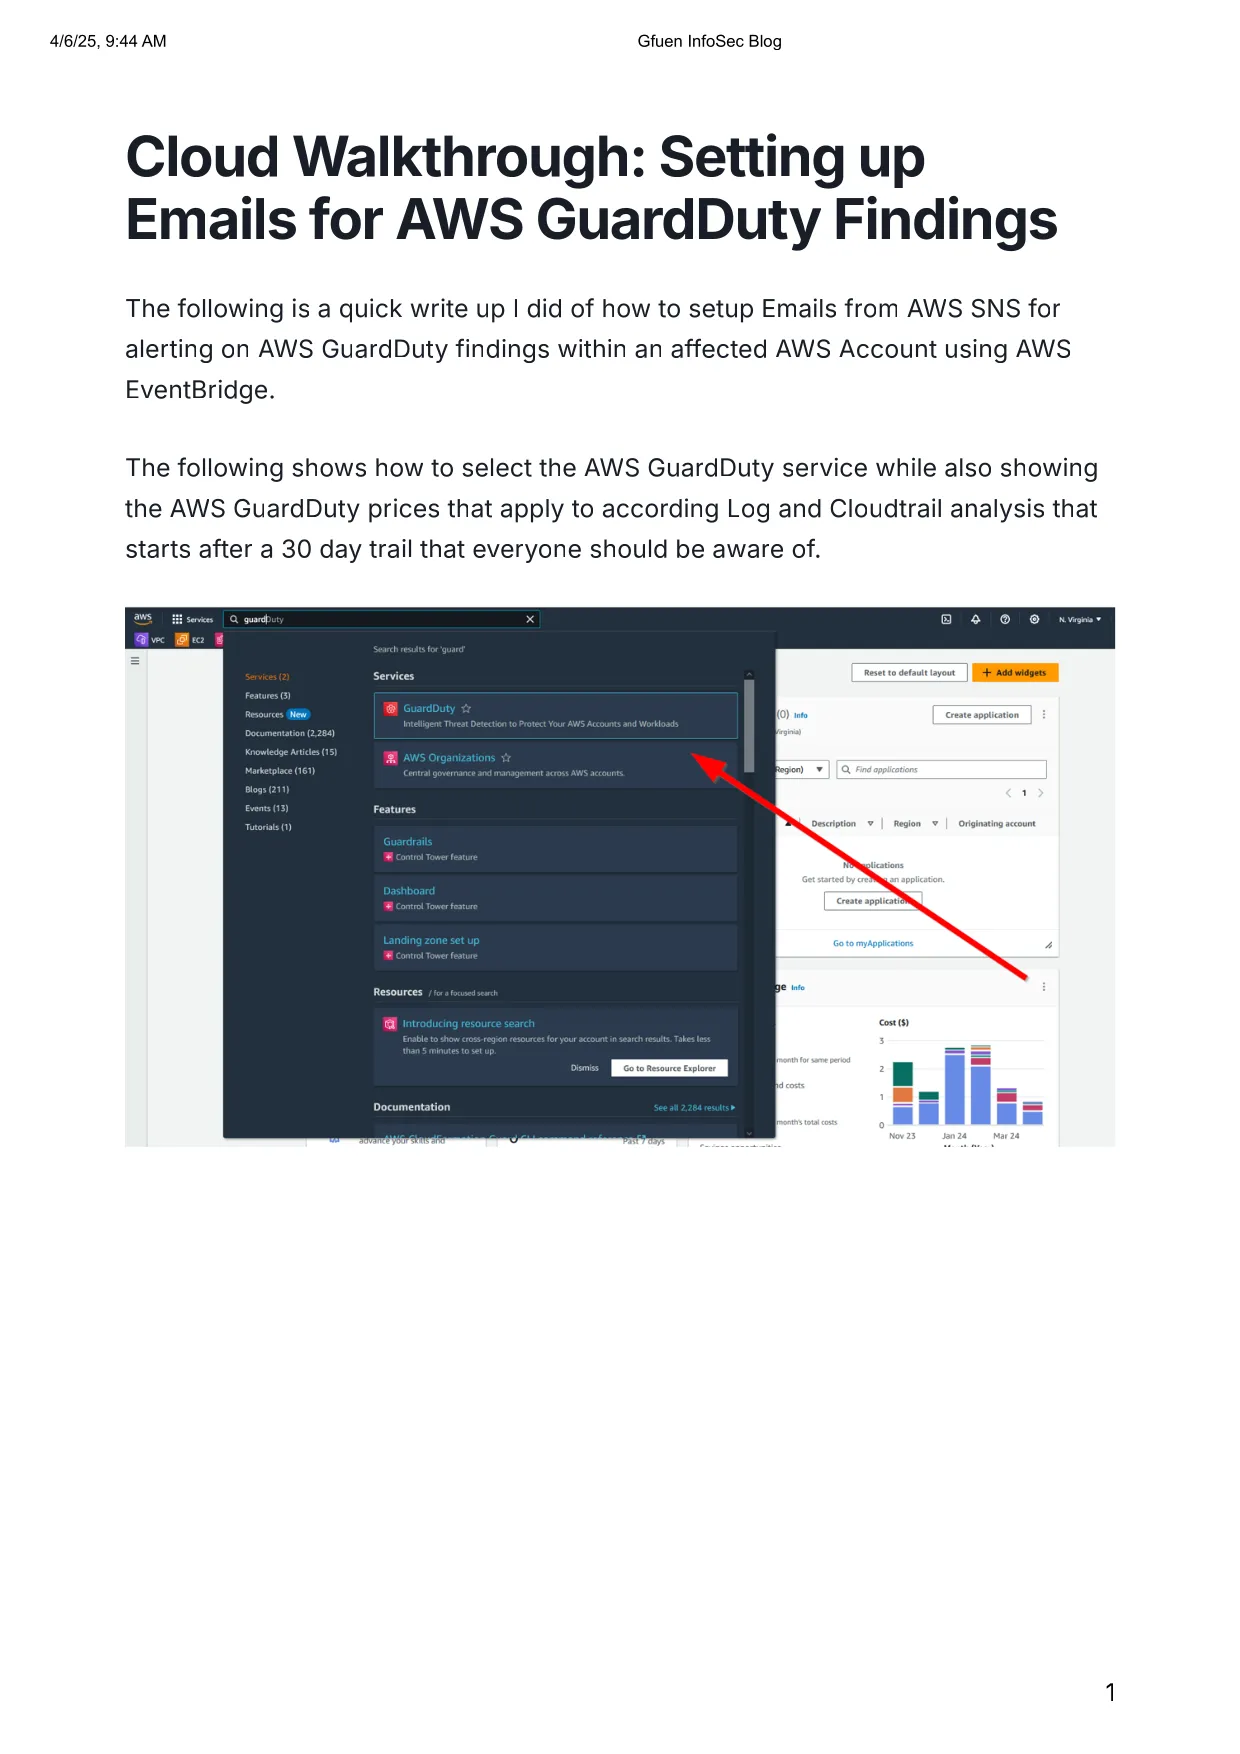 4/6/25, 9:44 AM
Gfuen InfoSec Blog
Cloud Walkthrough: Setting up
Emails for AWS GuardDuty Findings
The following is a quick write up I did of how to setup Emails from AWS SNS for
alerting on AWS GuardDuty findings within an affected AWS Account using AWS
EventBridge.
The following shows how to select the AWS GuardDuty service while also showing
the AWS GuardDuty prices that apply to according Log and Cloudtrail analysis that
starts after a 30 day trail that everyone should be aware of.
aws
Services
guardDuty
N. Virginia
VPC
EC2
Search results for 'guard'
Services (2)
Features (3)
Resources New
Documentation (2,284)
Knowledge Articles (15)
Marketplace (161)
Blogs (211)
Events (13)
Tutorials (1)
Services
GuardDuty
Intelligent Threat Detection to Protect Your AWS Accounts and Workloads
AWS Organizations
Central governance and management across AWS accounts.
Features
Guardrails
Control Tower feature
Dashboard
Control Tower feature
Landing zone set up
Control Tower feature
Resources / for a focused search
Introducing resource search
Enable to show cross-region resources for your account in search results. Takes less
than 5 minutes to set up.
Dismiss
Go to Resource Explorer
Documentation
See all 2,284 results
advance your skills and
Past 7 days
Reset to default layout
+ Add widgets
(0) Info
Create application
Region)
Find applications
1
Description
Region
Originating account
No applications
Get started by creating an application.
Create application
Go to myApplications
ge Info
month for same period
nd costs
month's total costs
Cost ($)
3
2
1
0
Nov 23
Jan 24
Mar 24
1